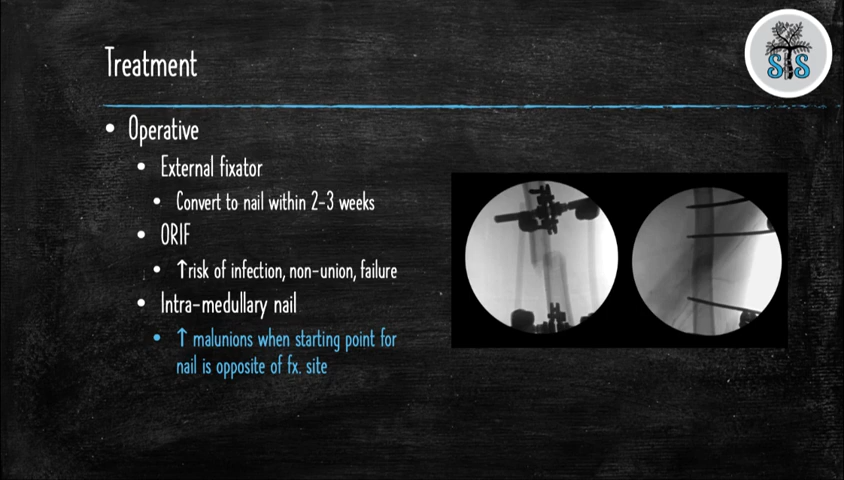 STS
Treatment
• Operative
• External fixator
• Convert to nail within 2-3 weeks
• ORIF
• ↑risk of infection, non-union, failure
• Intra-medullary nail
• ↑ malunions when starting point for
nail is opposite of fx. site